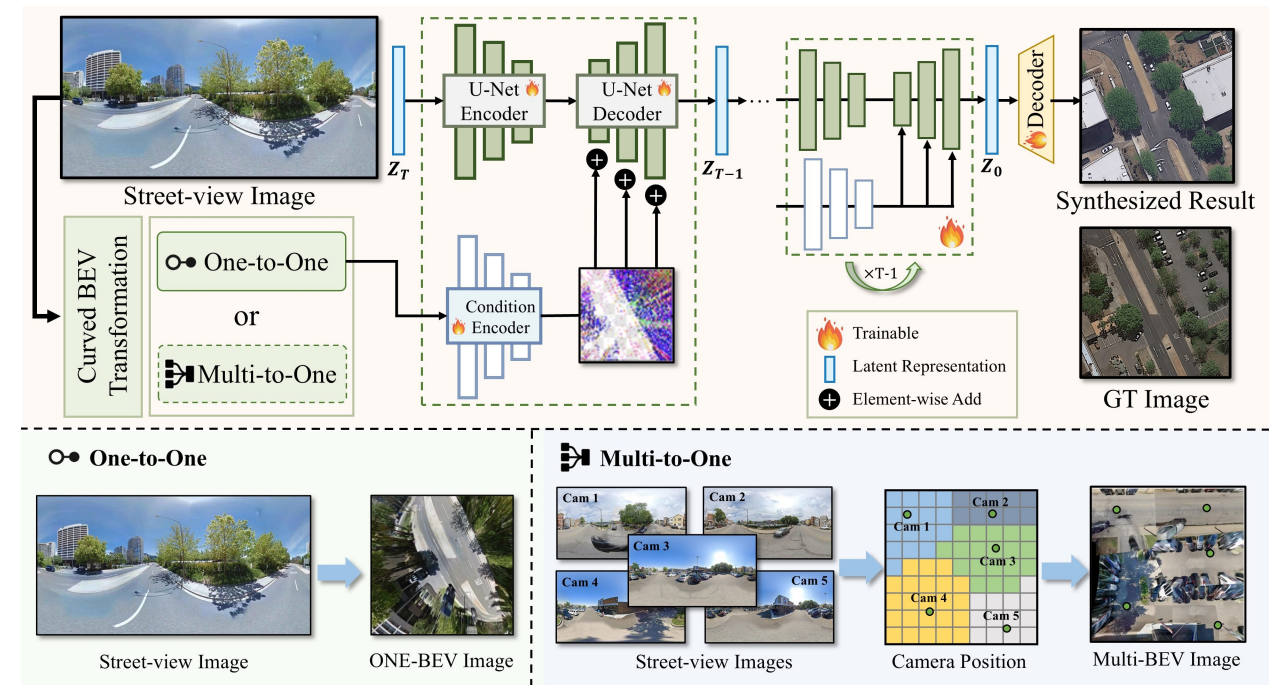 Street-view Image
Curved BEV
Transformation
One-to-One
or
Multi-to-One
Z_T
U-Net
Encoder
U-Net
Decoder
Condition
Encoder
Z_{T-1}
...
×T-1
Z_0
Decoder
Synthesized Result
GT Image
Trainable
Latent Representation
Element-wise Add
One-to-One
Street-view Image
ONE-BEV Image
Multi-to-One
Cam 1
Cam 2
Cam 3
Cam 4
Cam 5
Street-view Images
Cam 1
Cam 2
Cam 3
Cam 4
Cam 5
Camera Position
Multi-BEV Image